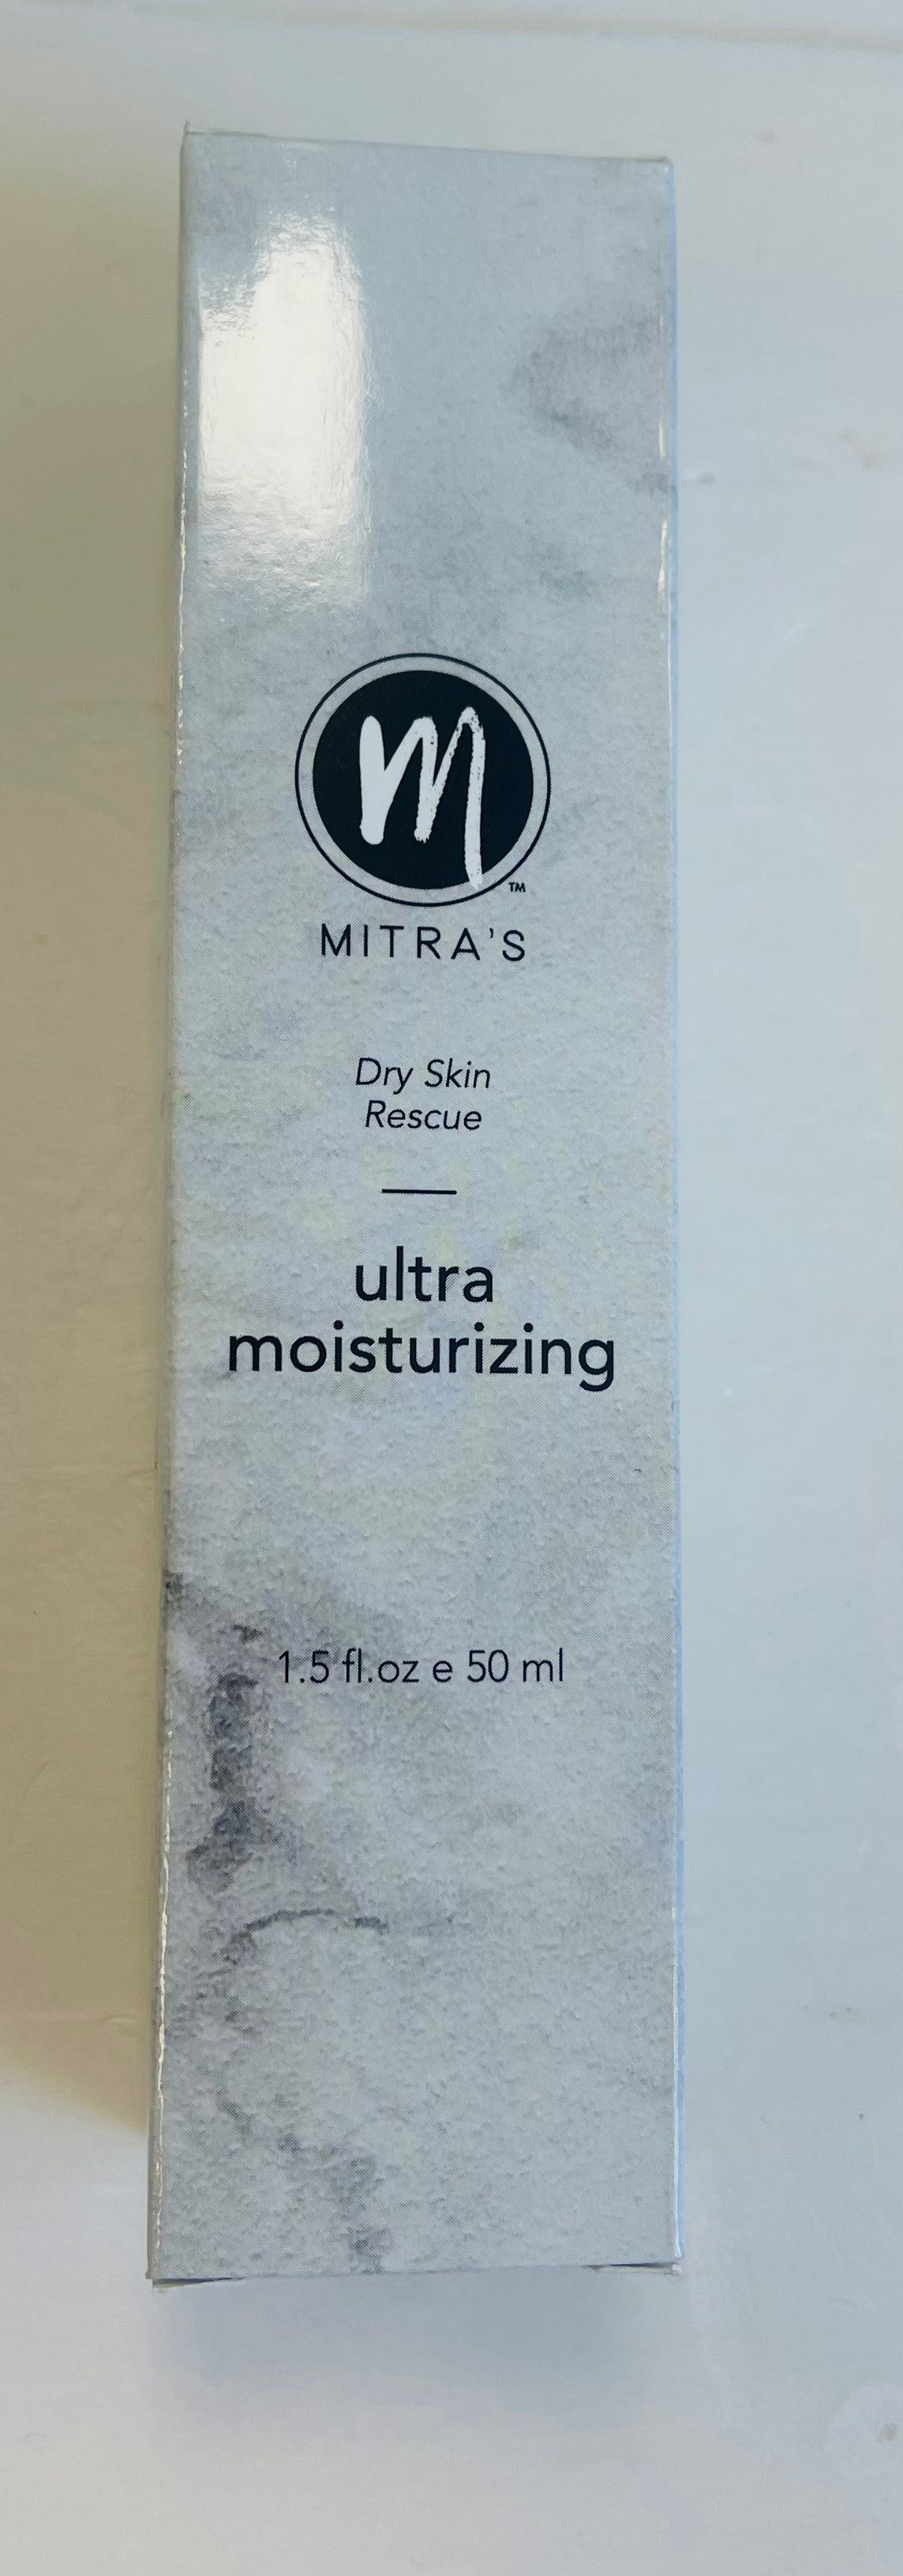 m
TM
MITRA'S
Dry Skin
Rescue
ultra
moisturizing
1.5 fl.oz e 50 ml